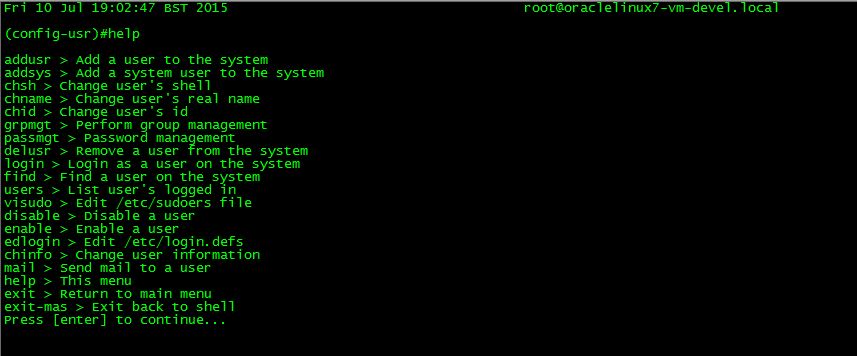 Fri 10 Jul 19:02:47 BST 2015 root@oraclelinux7-vm-devel.local
(config-usr)#help
addusr > Add a user to the system
addsys > Add a system user to the system
chsh > Change user's shell
chname > Change user's real name
chid > Change user's id
grpmgt > Perform group management
passmgt > Password management
delusr > Remove a user from the system
login > Login as a user on the system
find > Find a user on the system
users > List user's logged in
visudo > Edit /etc/sudoers file
disable > Disable a user
enable > Enable a user
edlogin > Edit /etc/login.defs
chinfo > Change user information
mail > Send mail to a user
help > This menu
exit > Return to main menu
exit-mas > Exit back to shell
Press [enter] to continue...